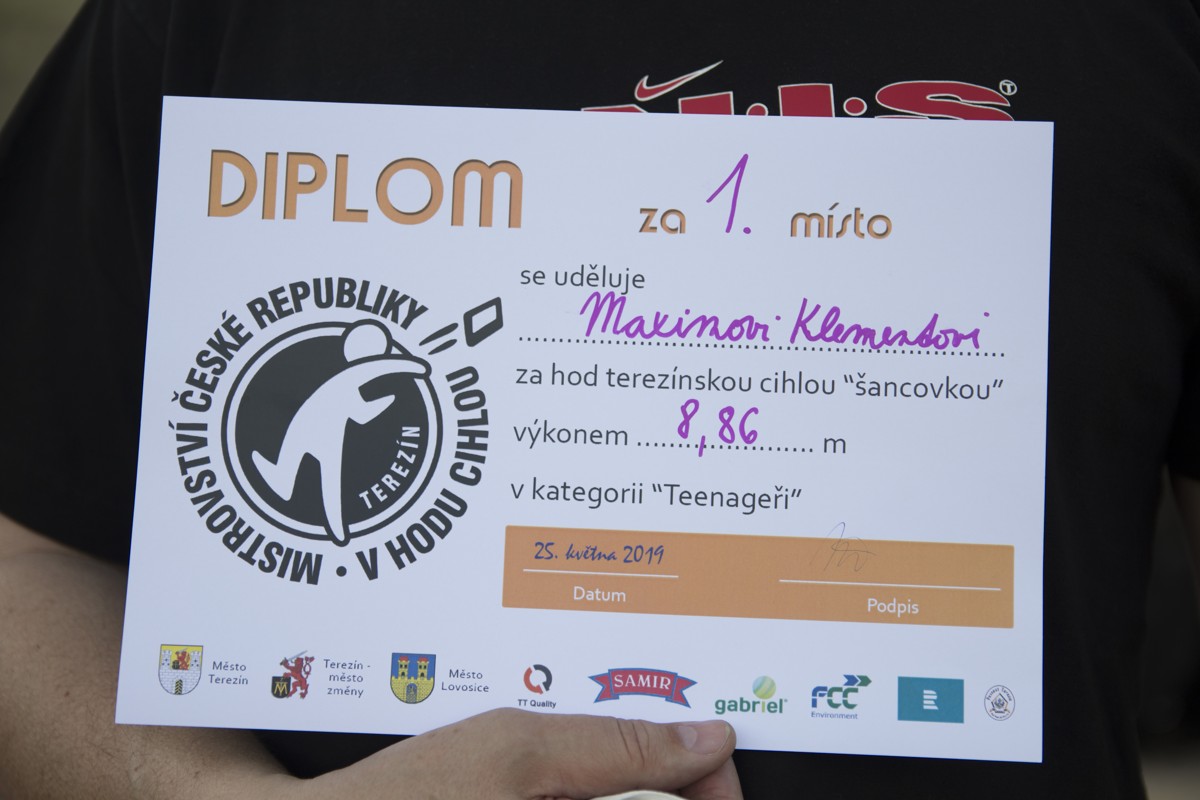 DIPLOM
za 1. místo
se uděluje
Maximovi Klementovi
za hod terezínskou cihlou “šancovkou”
výkonem 8,86 m
v kategorii “Teenageři”
MISTROVSTVÍ ČESKÉ REPUBLIKY • V HODU CIHLOU
TEREZÍN
25. května 2019
Datum
Podpis
Město
Terezín
Terezín -
město
změny
Město
Lovosice
TT Quality
SAMIR
gabriel
FCC
Environment